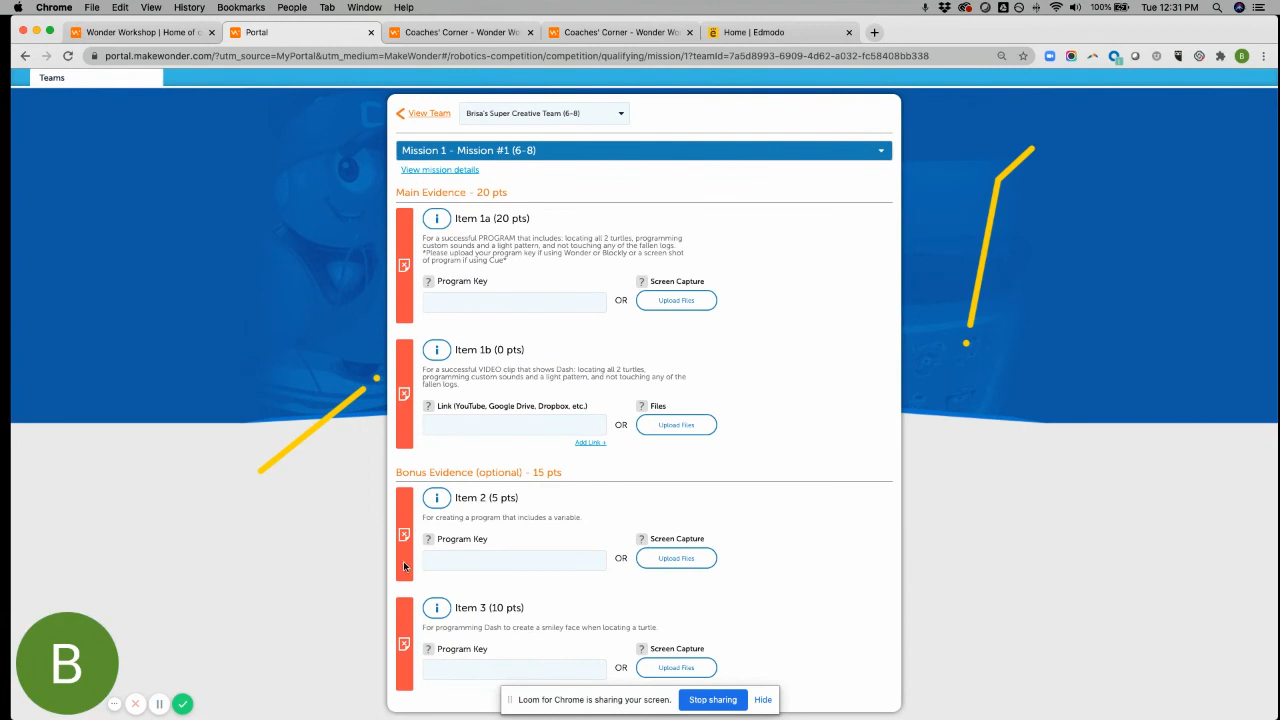 Chrome File Edit View History Bookmarks People Tab Window Help 100% Tue 12:31 PM
Wonder Workshop | Home of c Portal Coaches' Corner - Wonder Wo Coaches' Corner - Wonder Wo Home | Edmodo
portal.makewonder.com/?utm_source=MyPortal&utm_medium=MakeWonder#/robotics-competition/competition/qualifying/mission/1?teamId=7a5d8993-6909-4d62-a032-fc58408bb338
B
Teams
View Team Brisa's Super Creative Team (6-8)
Mission 1 - Mission #1 (6-8)
View mission details
Main Evidence - 20 pts
i Item 1a (20 pts)
For a successful PROGRAM that includes; locating all 2 turtles, programming
custom sounds and a light pattern, and not touching any of the fallen logs.
*Please upload your program key if using Wonder or Blockly or a screen shot
of program if using Cue*
? Program Key ? Screen Capture
OR Upload Files
i Item 1b (0 pts)
For a successful VIDEO clip that shows Dash; locating all 2 turtles,
programming custom sounds and a light pattern, and not touching any of the
fallen logs.
? Link (YouTube, Google Drive, Dropbox, etc.) ? Files
OR Upload Files
Add Link +
Bonus Evidence (optional) - 15 pts
i Item 2 (5 pts)
For creating a program that includes a variable.
? Program Key ? Screen Capture
OR Upload Files
i Item 3 (10 pts)
For programming Dash to create a smiley face when locating a turtle.
? Program Key ? Screen Capture
OR Upload Files
B
Loom for Chrome is sharing your screen. Stop sharing Hide